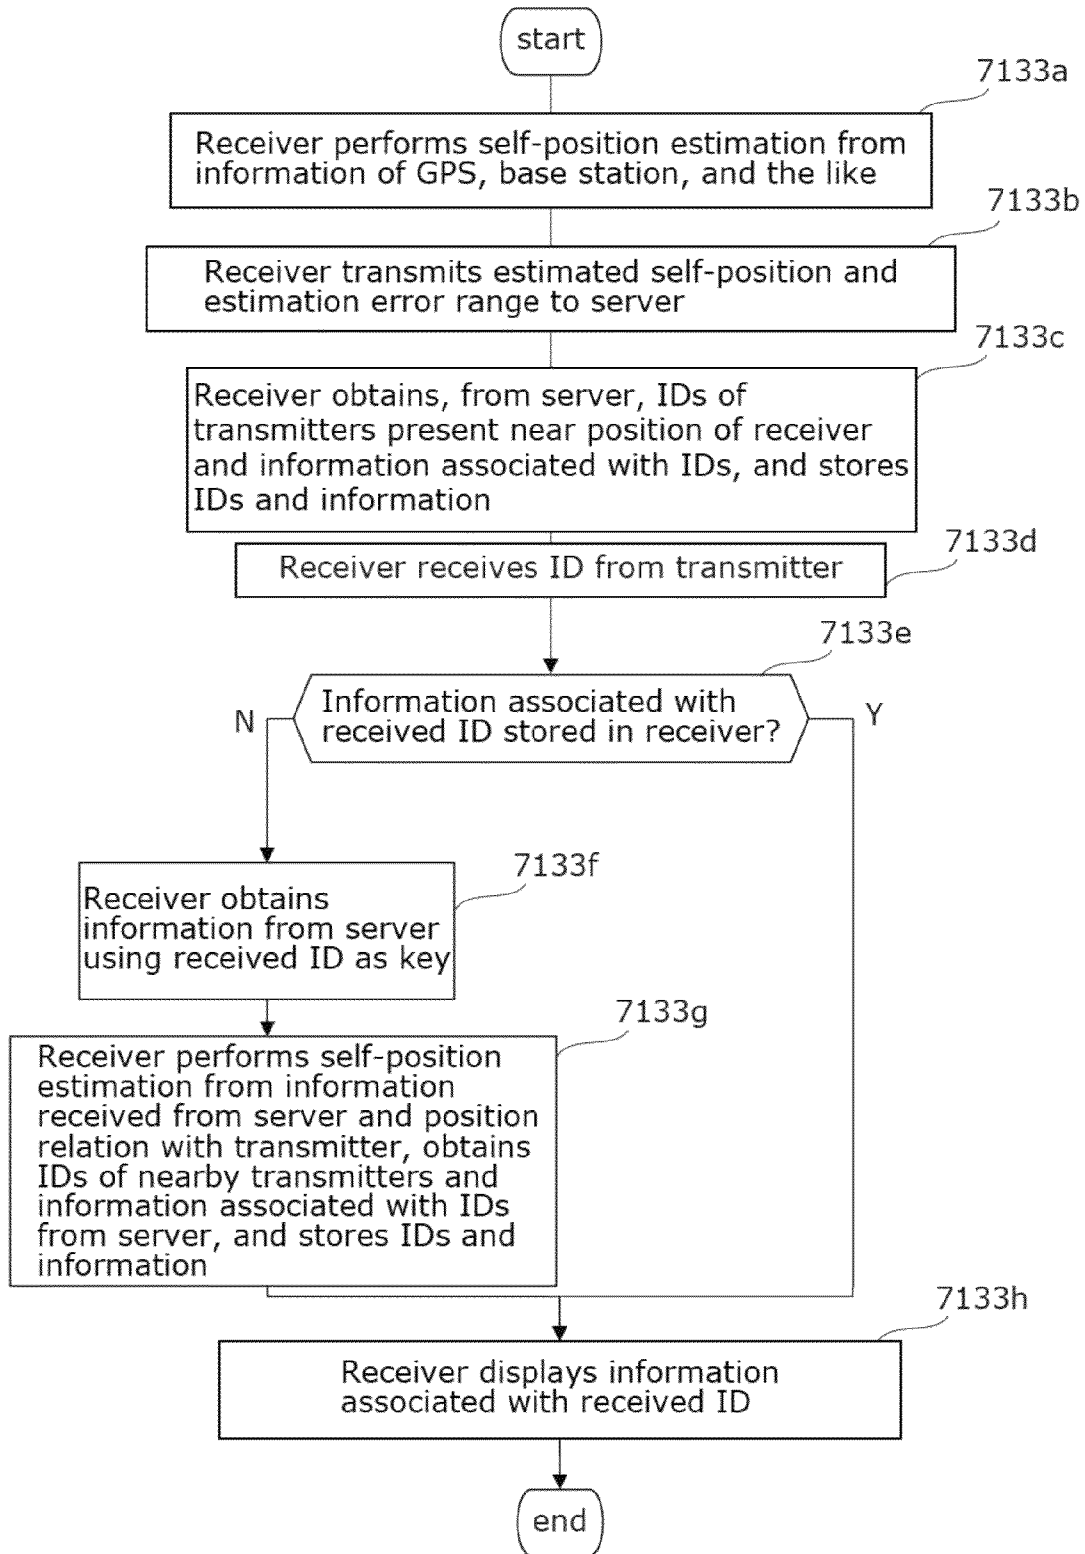 start
7133a
Receiver performs self-position estimation from
information of GPS, base station, and the like
7133b
Receiver transmits estimated self-position and
estimation error range to server
7133c
Receiver obtains, from server, IDs of
transmitters present near position of receiver
and information associated with IDs, and stores
IDs and information
7133d
Receiver receives ID from transmitter
7133e
Information associated with
received ID stored in receiver?
N
Y
7133f
Receiver obtains
information from server
using received ID as key
7133g
Receiver performs self-position
estimation from information
received from server and position
relation with transmitter, obtains
IDs of nearby transmitters and
information associated with IDs
from server, and stores IDs and
information
7133h
Receiver displays information
associated with received ID
end